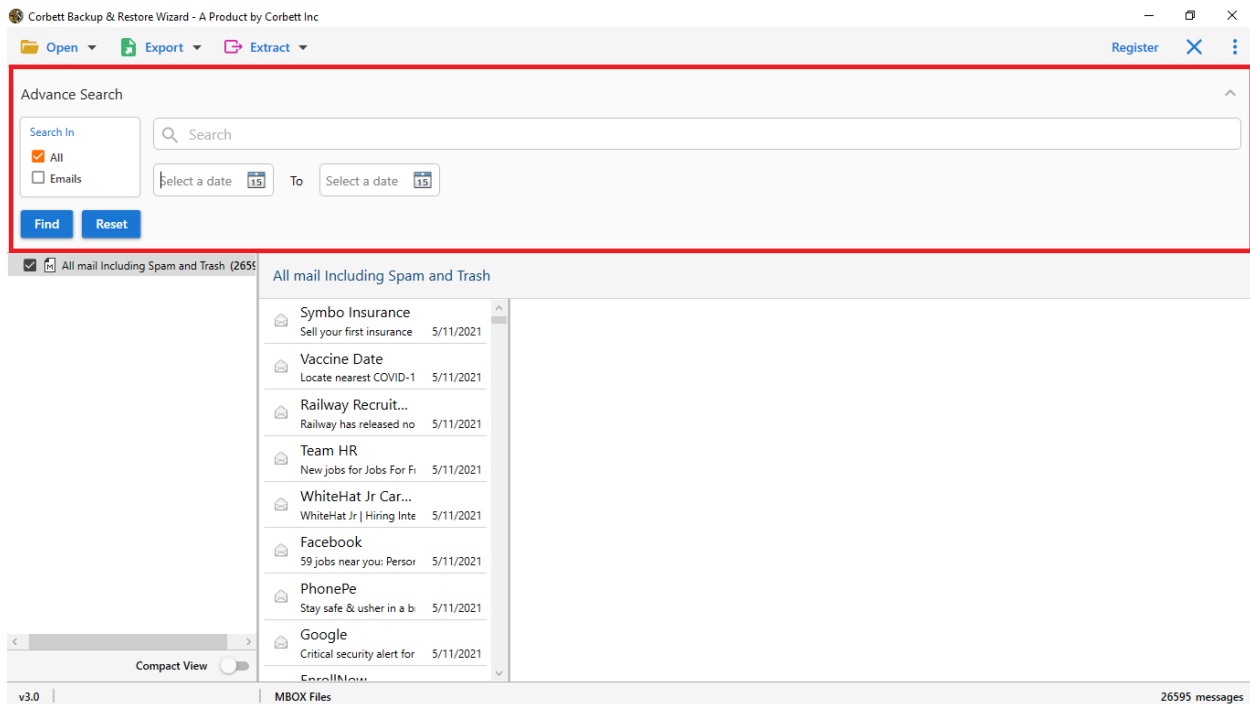 Corbett Backup & Restore Wizard - A Product by Corbett Inc
Open Export Extract Register
Advance Search
Search In
All
Emails
Search
Select a date 15 To Select a date 15
Find Reset
All mail Including Spam and Trash (2659
All mail Including Spam and Trash
Symbo Insurance
Sell your first insurance 5/11/2021
Vaccine Date
Locate nearest COVID-1 5/11/2021
Railway Recruit...
Railway has released no 5/11/2021
Team HR
New jobs for Jobs For Fr 5/11/2021
WhiteHat Jr Car...
WhiteHat Jr | Hiring Inte 5/11/2021
Facebook
59 jobs near you: Person 5/11/2021
PhonePe
Stay safe & usher in a b 5/11/2021
Google
Critical security alert for 5/11/2021
EnrollNow
Compact View
v3.0 MBOX Files 26595 messages